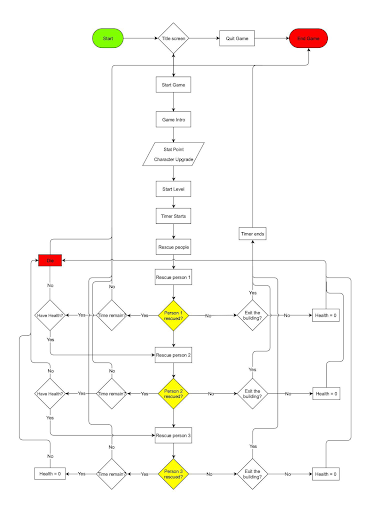 Start
Title screen
Quit Game
End Game
Start Game
Game Intro
Stat Point
Character Upgrade
Start Level
Timer Starts
Rescue people
Timer ends
Rescue person 1
No
No
Yes
Have Health?
Yes
Time remain?
Yes
Person 1
rescued?
No
Exit the
building?
No
Health = 0
Yes
Rescue person 2
No
No
Yes
Have Health?
Yes
Time remain?
Yes
Person 2
rescued?
No
Exit the
building?
No
Health = 0
Yes
Rescue person 3
No
No
Yes
Health = 0
Yes
Time remain?
Yes
Person 3
rescued?
No
Exit the
building?
No
Health = 0